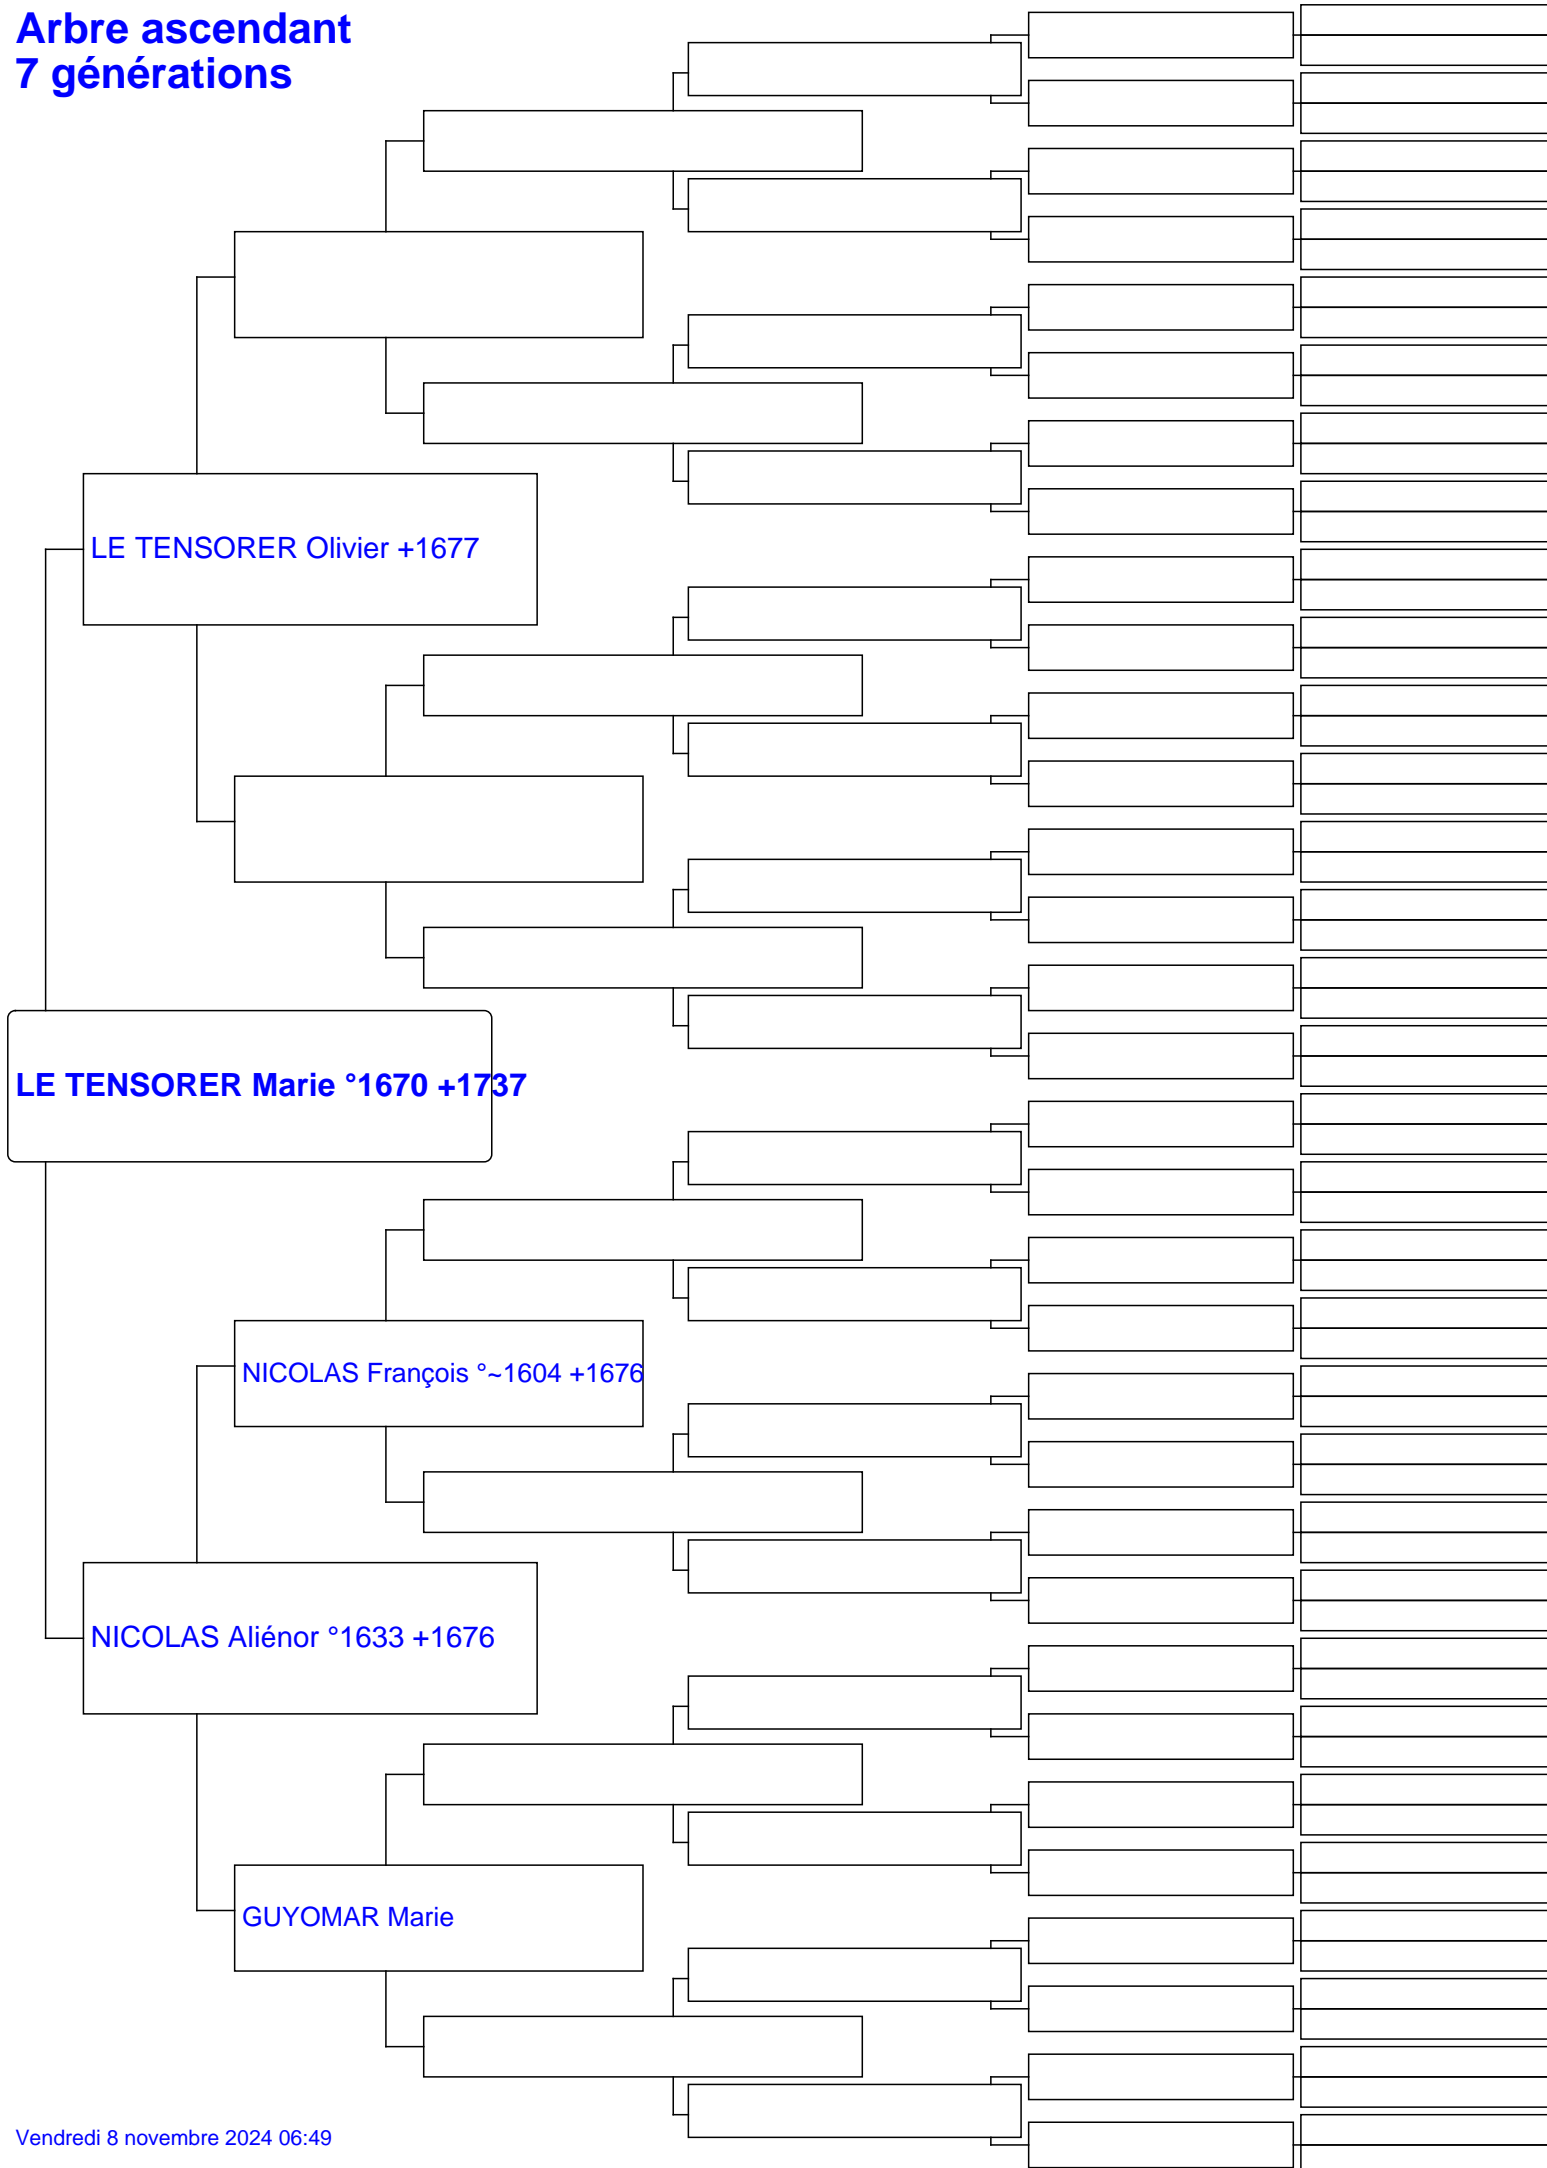 Arbre ascendant
7 générations
LE TENSORER Olivier +1677
LE TENSORER Marie °1670 +1737
NICOLAS François °~1604 +1676
NICOLAS Aliénor °1633 +1676
GUYOMAR Marie
Vendredi 8 novembre 2024 06:49